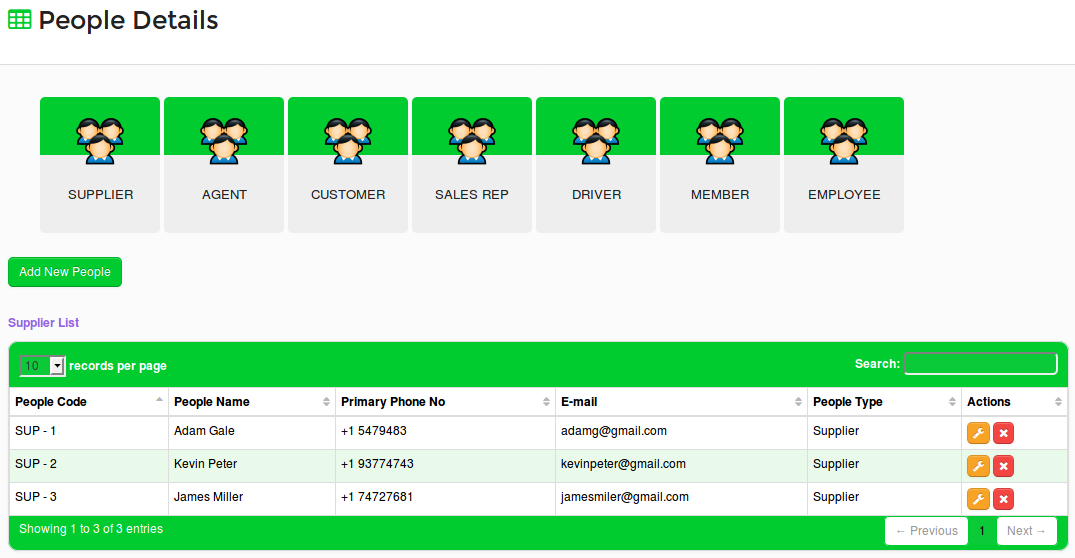 People Details
SUPPLIER AGENT CUSTOMER SALES REP DRIVER MEMBER EMPLOYEE
Add New People
Supplier List
10 records per page Search:
People Code People Name Primary Phone No E-mail People Type Actions
SUP - 1 Adam Gale +1 5479483 adamg@gmail.com Supplier
SUP - 2 Kevin Peter +1 93774743 kevinpeter@gmail.com Supplier
SUP - 3 James Miller +1 74727681 jamesmiler@gmail.com Supplier
Showing 1 to 3 of 3 entries ← Previous 1 Next →